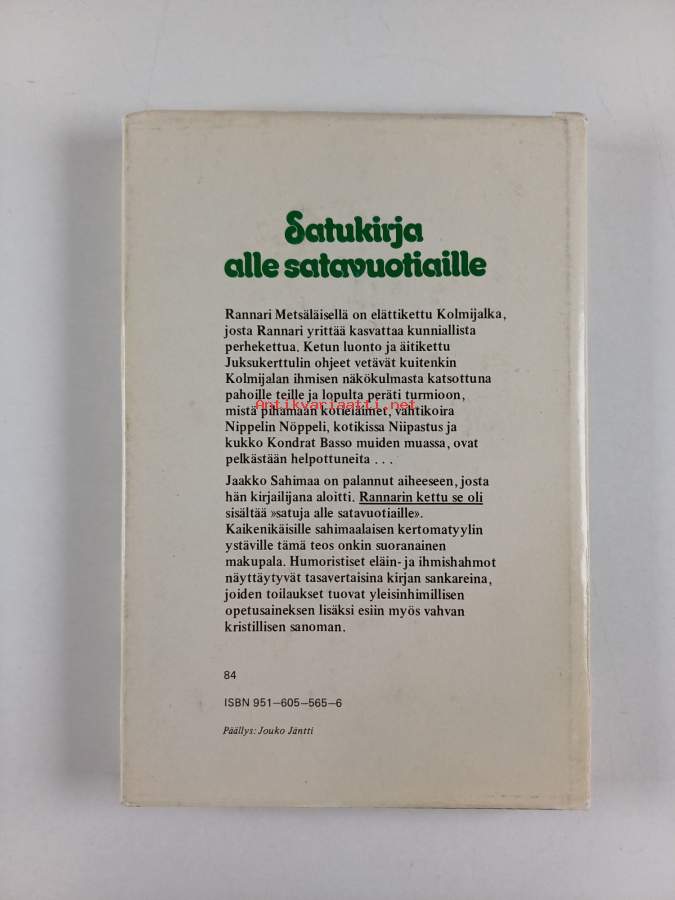 Satukirja
alle satavuotiaille
Rannari Metsäläisellä on elättikettu Kolmijalka,
josta Rannari yrittää kasvattaa kunniallista
perhekettua. Ketun luonto ja äitikettu
Juksukerttulin ohjeet vetävät kuitenkin
Kolmijalan ihmisen näkökulmasta katsottuna
pahoille teille ja lopulta peräti turmioon,
Antikvariaatti.net
mistä pihamaan kotieläimet, vahtikoira
Nippelin Nöppeli, kotikissa Niipastus ja
kukko Kondrat Basso muiden muassa, ovat
pelkästään helpottuneita . . .
Jaakko Sahimaa on palannut aiheeseen, josta
hän kirjailijana aloitti. Rannarin kettu se oli
sisältää »satuja alle satavuotiaille».
Kaikenikäisille sahimaalaisen kertomatyylin
ystäville tämä teos onkin suoranainen
makupala. Humoristiset eläin- ja ihmishahmot
näyttäytyvät tasavertaisina kirjan sankareina,
joiden toilaukset tuovat yleisinhimillisen
opetusaineksen lisäksi esiin myös vahvan
kristillisen sanoman.
84
ISBN 951—605—565—6
Päällys: Jouko Jäntti